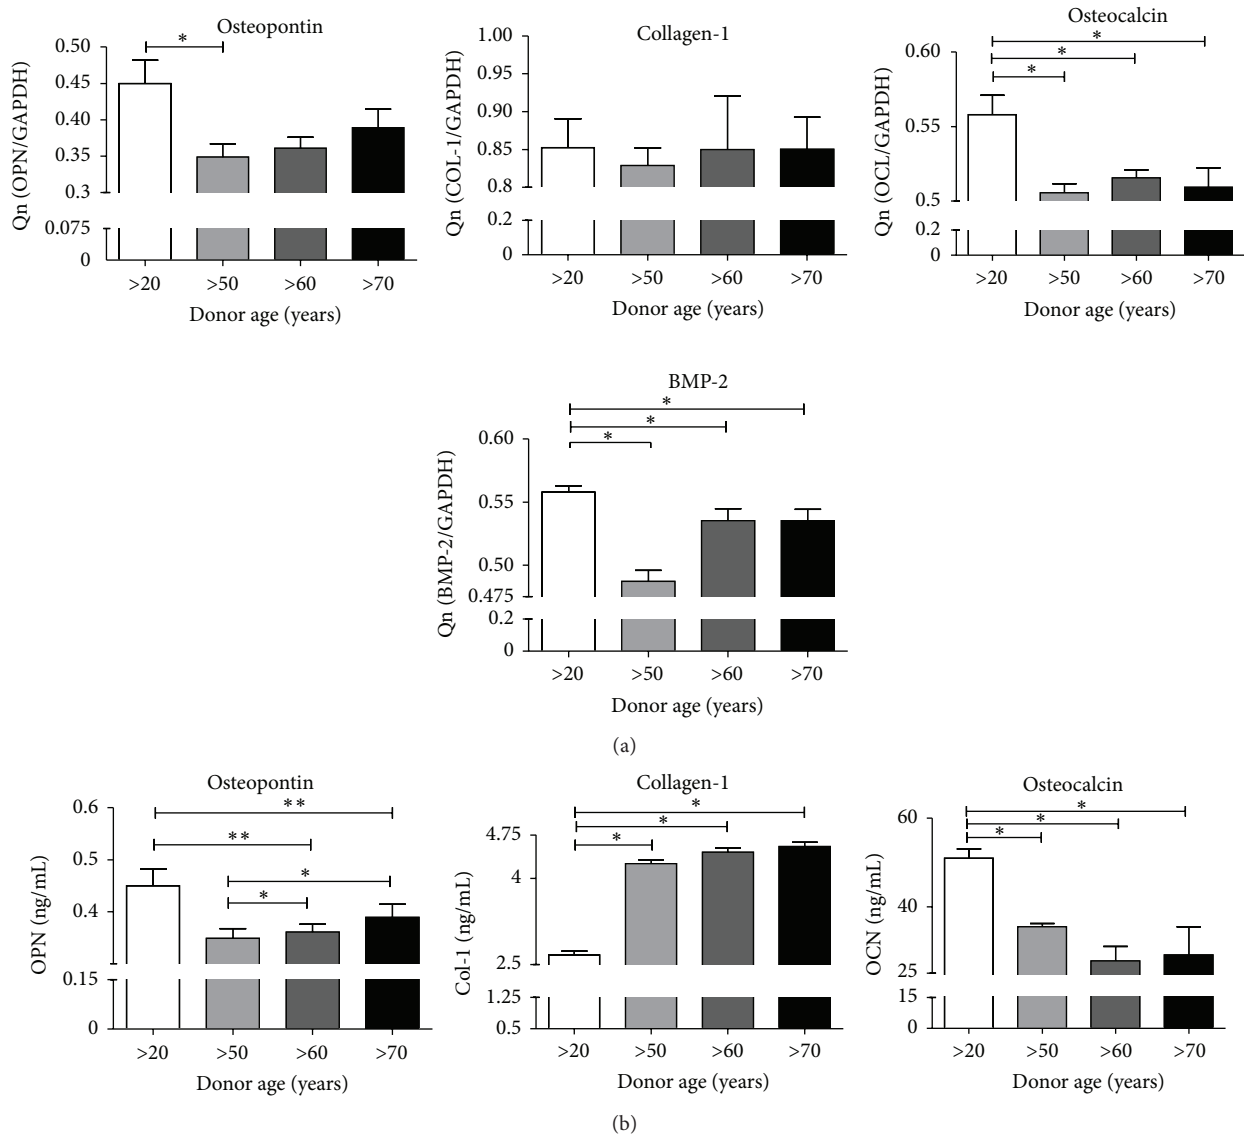 Osteopontin
*
Qn (OPN/GAPDH)
0.50
0.45
0.40
0.35
0.3
0.075
0
>20 >50 >60 >70
Donor age (years)
Collagen-1
Qn (COL-1/GAPDH)
1.00
0.95
0.90
0.85
0.8
0.2
0
>20 >50 >60 >70
Donor age (years)
Osteocalcin
*
*
*
Qn (OCL/GAPDH)
0.60
0.55
0.5
0.2
0
>20 >50 >60 >70
Donor age (years)
BMP-2
*
*
*
Qn (BMP-2/GAPDH)
0.60
0.55
0.50
0.475
0.2
0
>20 >50 >60 >70
Donor age (years)
(a)
Osteopontin
**
**
*
*
OPN (ng/mL)
0.6
0.5
0.4
0.15
0
>20 >50 >60 >70
Donor age (years)
Collagen-1
*
*
*
Col-1 (ng/mL)
4.75
4
2.5
1.25
0.5
>20 >50 >60 >70
Donor age (years)
Osteocalcin
*
*
*
OCN (ng/mL)
60
40
25
15
0
>20 >50 >60 >70
Donor age (years)
(b)